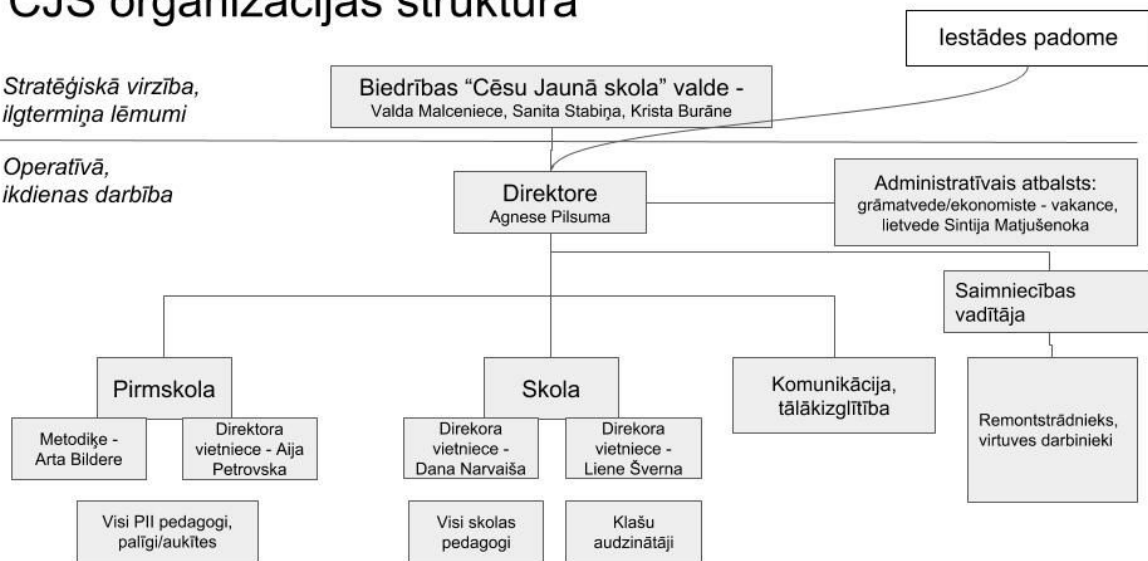 CJS organizācijas struktūra
Iestādes padome
Stratēģiskā virzība,
ilgtermiņa lēmumi
Biedrības “Cēsu Jaunā skola” valde -
Valda Malceniece, Sanita Stabiņa, Krista Burāne
Operatīvā,
ikdienas darbība
Direktore
Agnese Pilsuma
Administratīvais atbalsts:
grāmatvede/ekonomiste - vakance,
lietvede Sintija Matjušenoka
Saimniecības
vadītāja
Pirmskola
Skola
Komunikācija,
tālākizglītība
Remontstrādnieks,
virtuves darbinieki
Metodiķe -
Arta Bildere
Direktora
vietniece - Aija
Petrovska
Direkora
vietniece -
Dana Narvaiša
Direkora
vietniece -
Liene Šverna
Visi PII pedagogi,
palīgi/aukītes
Visi skolas
pedagogi
Klašu
audzinātāji